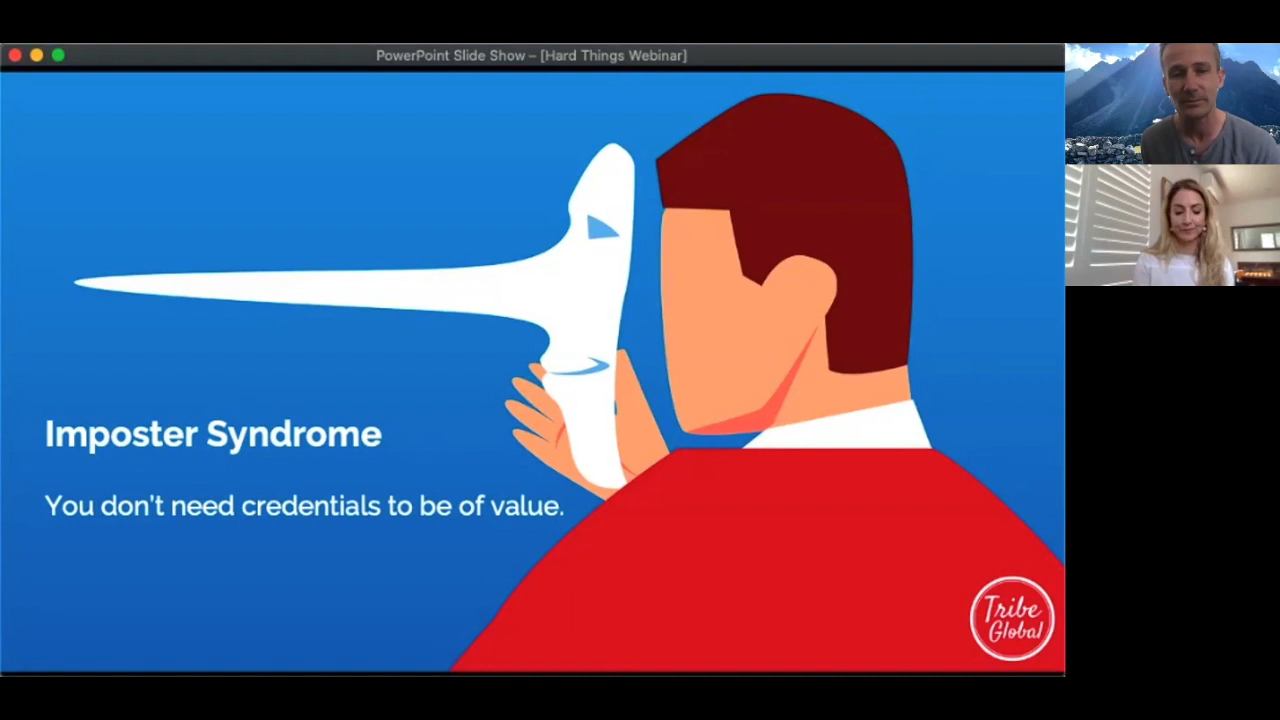 PowerPoint Slide Show – [Hard Things Webinar]
Imposter Syndrome
You don't need credentials to be of value.
Tribe
Global